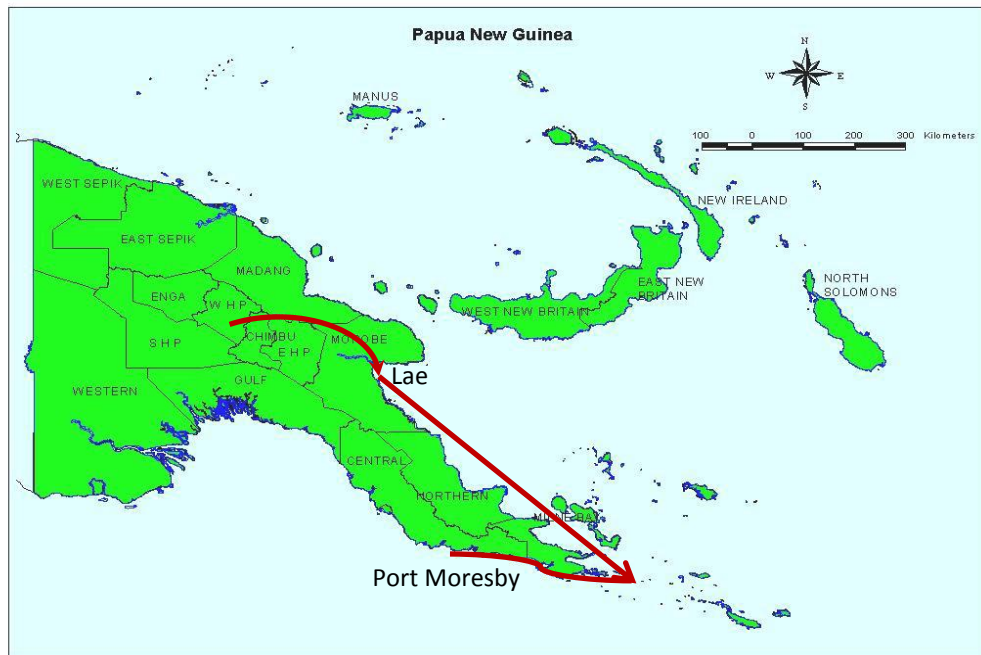 Papua New Guinea
N
W E
S
MANUS
100 0 100 200 300 Kilometers
WEST SEPIK
NEW IRELAND
EAST SEPIK
MADANG
EAST NEW
BRITAIN
NORTH
SOLOMONS
ENGA
W H P
WEST NEW BRITAIN
CHIMBU
MOROBE
S H P
E H P
Lae
GULF
WESTERN
CENTRAL
NORTHERN
MILNE BAY
Port Moresby